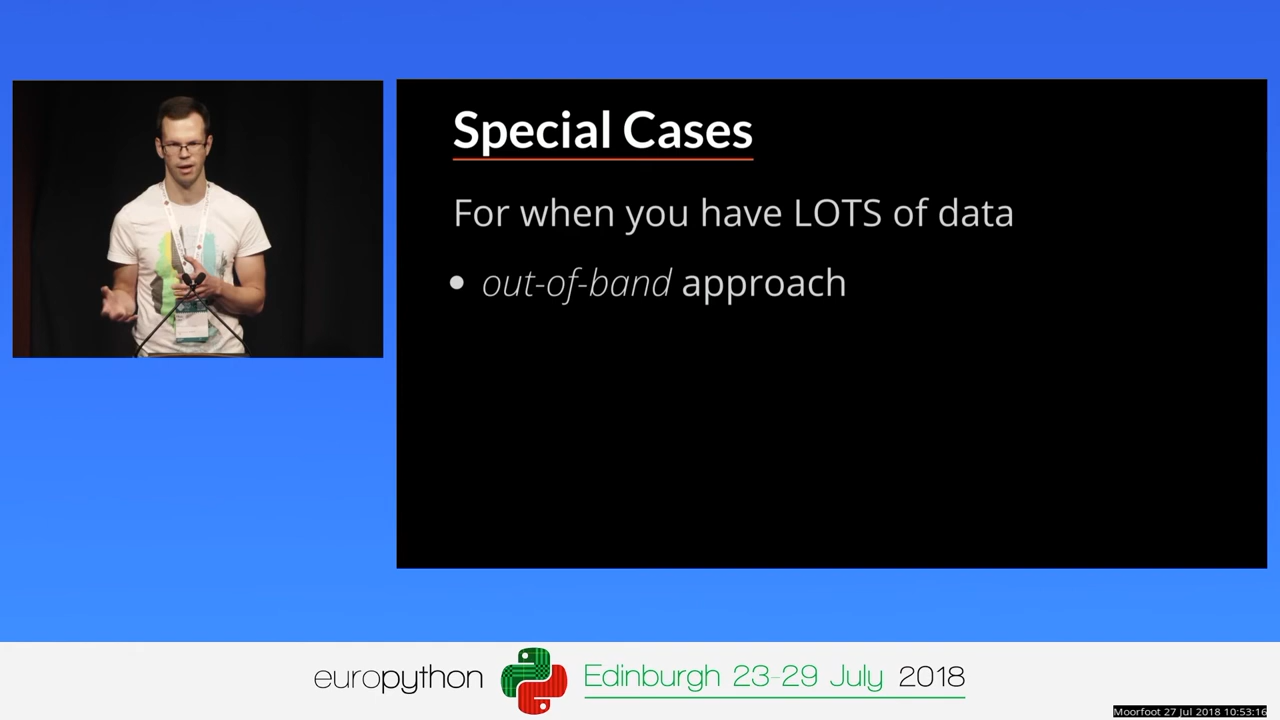 Special Cases
For when you have LOTS of data
• out-of-band approach
europython Edinburgh 23-29 July 2018
Moorfoot 27 Jul 2018 10:53:16